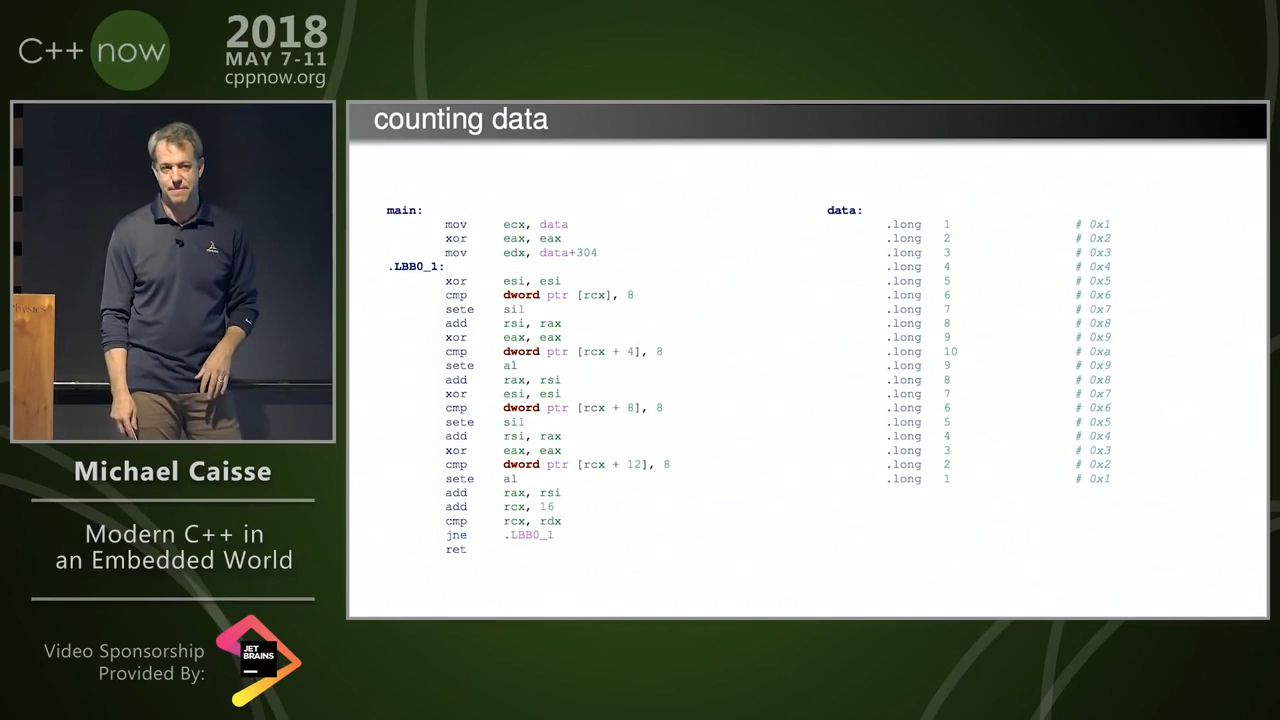 C++ now
2018
MAY 7-11
cppnow.org
counting data
main:
mov ecx, data
xor eax, eax
mov edx, data+304
.LBB0_1:
xor esi, esi
cmp dword ptr [rcx], 8
sete sil
add rsi, rax
xor eax, eax
cmp dword ptr [rcx + 4], 8
sete al
add rax, rsi
xor esi, esi
cmp dword ptr [rcx + 8], 8
sete sil
add rsi, rax
xor eax, eax
cmp dword ptr [rcx + 12], 8
sete al
add rax, rsi
add rcx, 16
cmp rcx, rdx
jne .LBB0_1
ret
data:
.long 1 # 0x1
.long 2 # 0x2
.long 3 # 0x3
.long 4 # 0x4
.long 5 # 0x5
.long 6 # 0x6
.long 7 # 0x7
.long 8 # 0x8
.long 9 # 0x9
.long 10 # 0xa
.long 9 # 0x9
.long 8 # 0x8
.long 7 # 0x7
.long 6 # 0x6
.long 5 # 0x5
.long 4 # 0x4
.long 3 # 0x3
.long 2 # 0x2
.long 1 # 0x1
Physics
Michael Caisse
Modern C++ in
an Embedded World
Video Sponsorship
Provided By:
JET
BRAINS